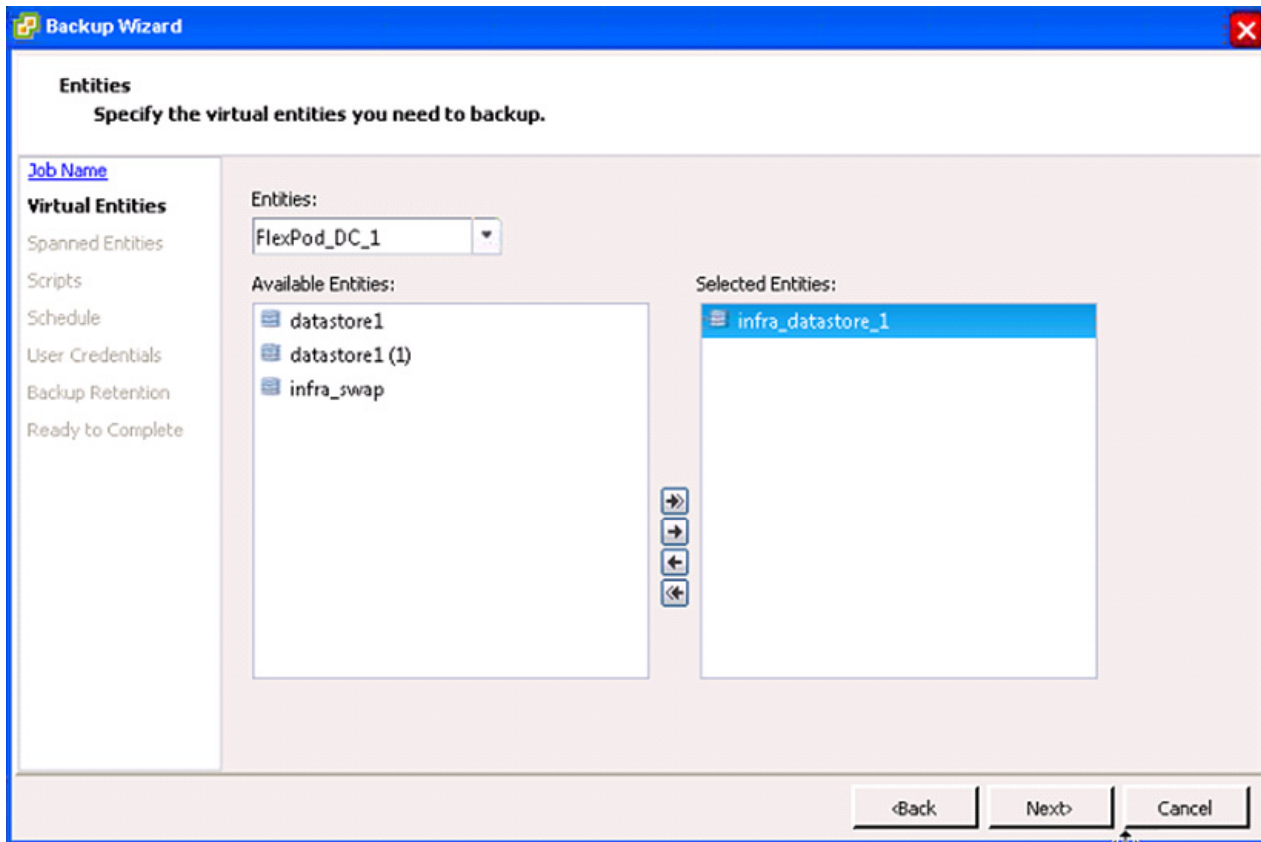 Backup Wizard
Entities
Specify the virtual entities you need to backup.
Job Name
Virtual Entities
Spanned Entities
Scripts
Schedule
User Credentials
Backup Retention
Ready to Complete
Entities:
FlexPod_DC_1
Available Entities:
datastore1
datastore1 (1)
infra_swap
Selected Entities:
infra_datastore_1
<Back
Next>
Cancel